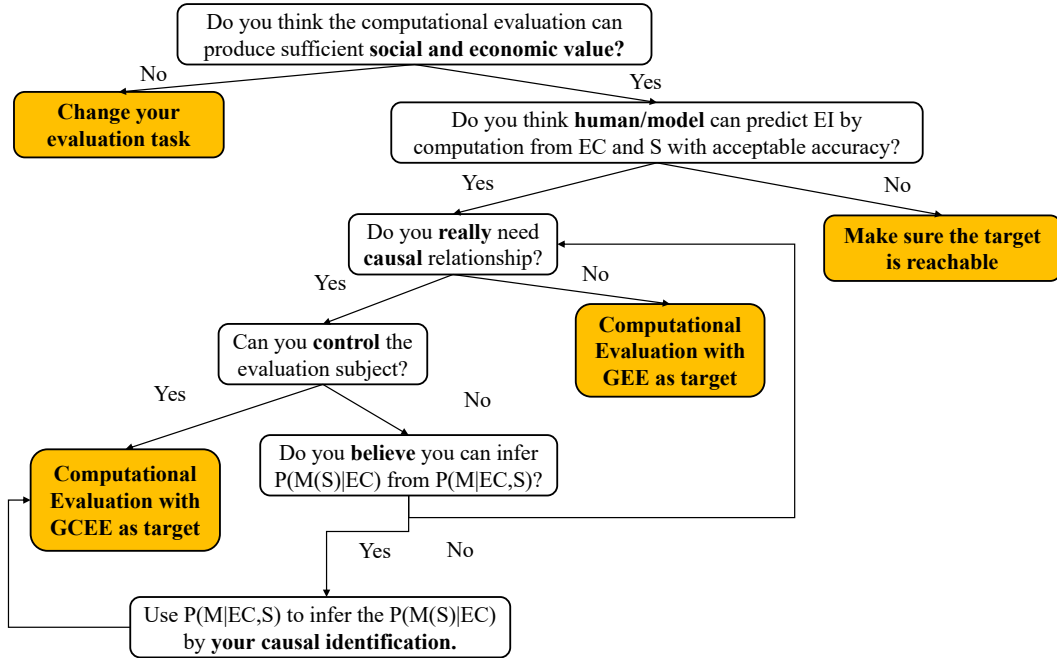 Do you think the computational evaluation can
produce sufficient social and economic value?
No
Yes
Change your
evaluation task
Do you think human/model can predict EI by
computation from EC and S with acceptable accuracy?
Yes
No
Do you really need
causal relationship?
Make sure the target
is reachable
Yes
No
Can you control the
evaluation subject?
Computational
Evaluation with
GEE as target
Yes
No
Do you believe you can infer
P(M(S)|EC) from P(M|EC,S)?
Computational
Evaluation with
GCEE as target
Yes
No
Use P(M|EC,S) to infer the P(M(S)|EC)
by your causal identification.